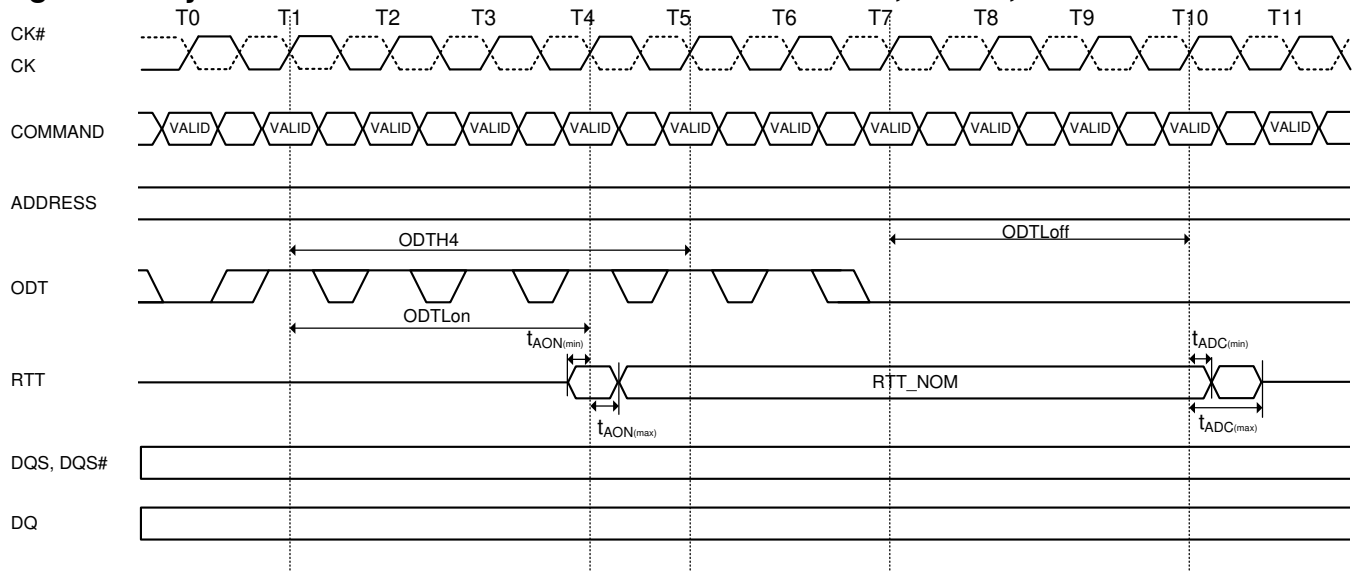 T0 T1 T2 T3 T4 T5 T6 T7 T8 T9 T10 T11
CK#
CK
COMMAND VALID VALID VALID VALID VALID VALID VALID VALID VALID VALID VALID VALID
ADDRESS
ODTH4 ODTLoff
ODT
ODTLon
tAON(min) tADC(min)
RTT RTT_NOM
tAON(max) tADC(max)
DQS, DQS#
DQ